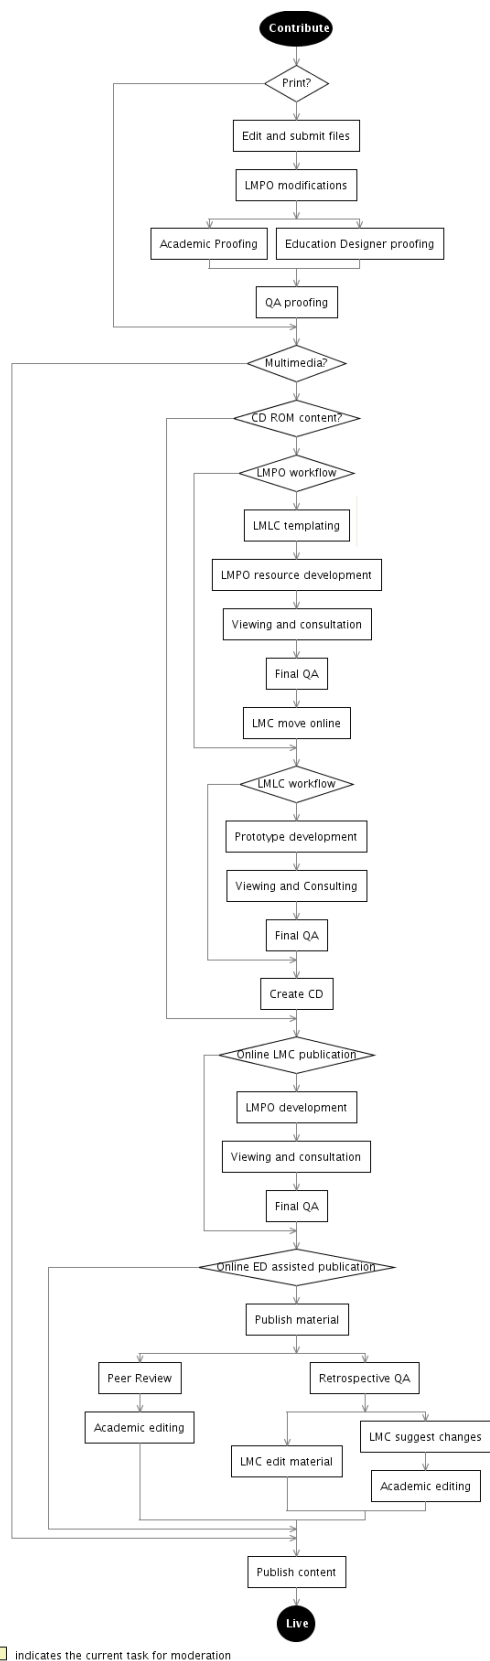 Contribute
Print?
Edit and submit files
LMPO modifications
Academic Proofing
Education Designer proofing
QA proofing
Multimedia?
CD ROM content?
LMPO workflow
LMLC templating
LMPO resource development
Viewing and consultation
Final QA
LMC move online
LMLC workflow
Prototype development
Viewing and Consulting
Final QA
Create CD
Online LMC publication
LMPO development
Viewing and consultation
Final QA
Online ED assisted publication
Publish material
Peer Review
Retrospective QA
Academic editing
LMC suggest changes
LMC edit material
Academic editing
Publish content
Live
indicates the current task for moderation